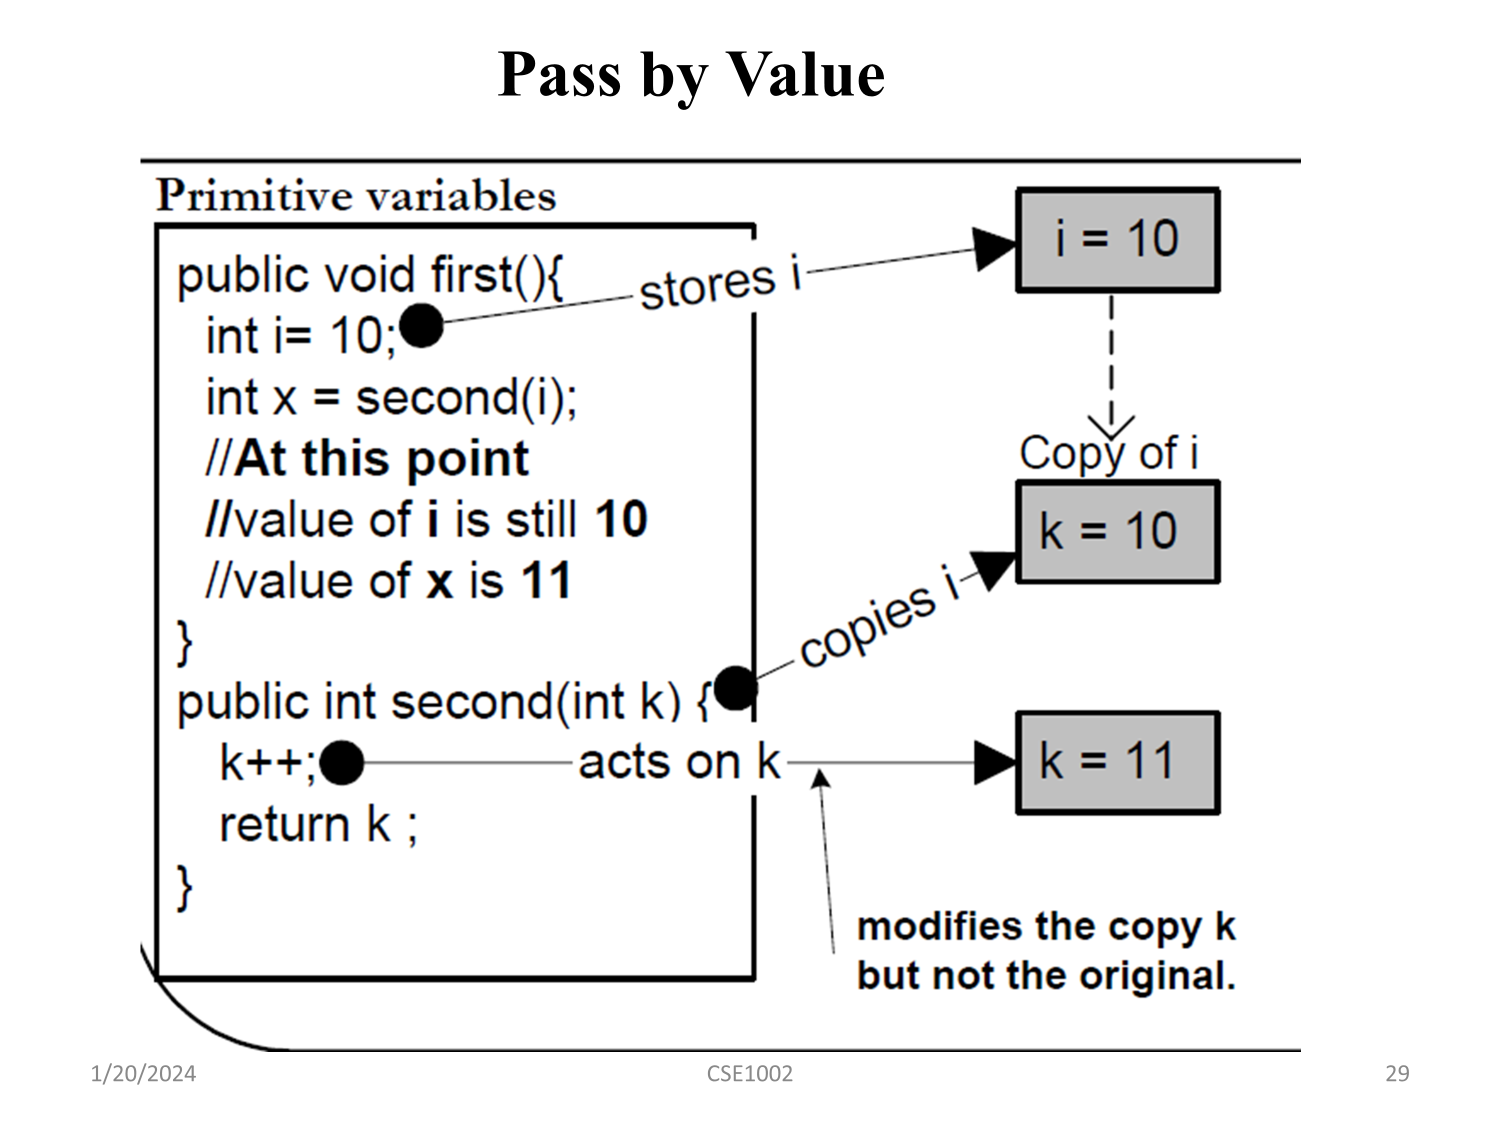 Pass by Value
Primitive variables
public void first(){
int i= 10;
int x = second(i);
//At this point
//value of i is still 10
//value of x is 11
}
public int second(int k) {
k++;
return k ;
}
stores i
i = 10
Copy of i
k = 10
copies i
acts on k
k = 11
modifies the copy k
but not the original.
1/20/2024
CSE1002
29